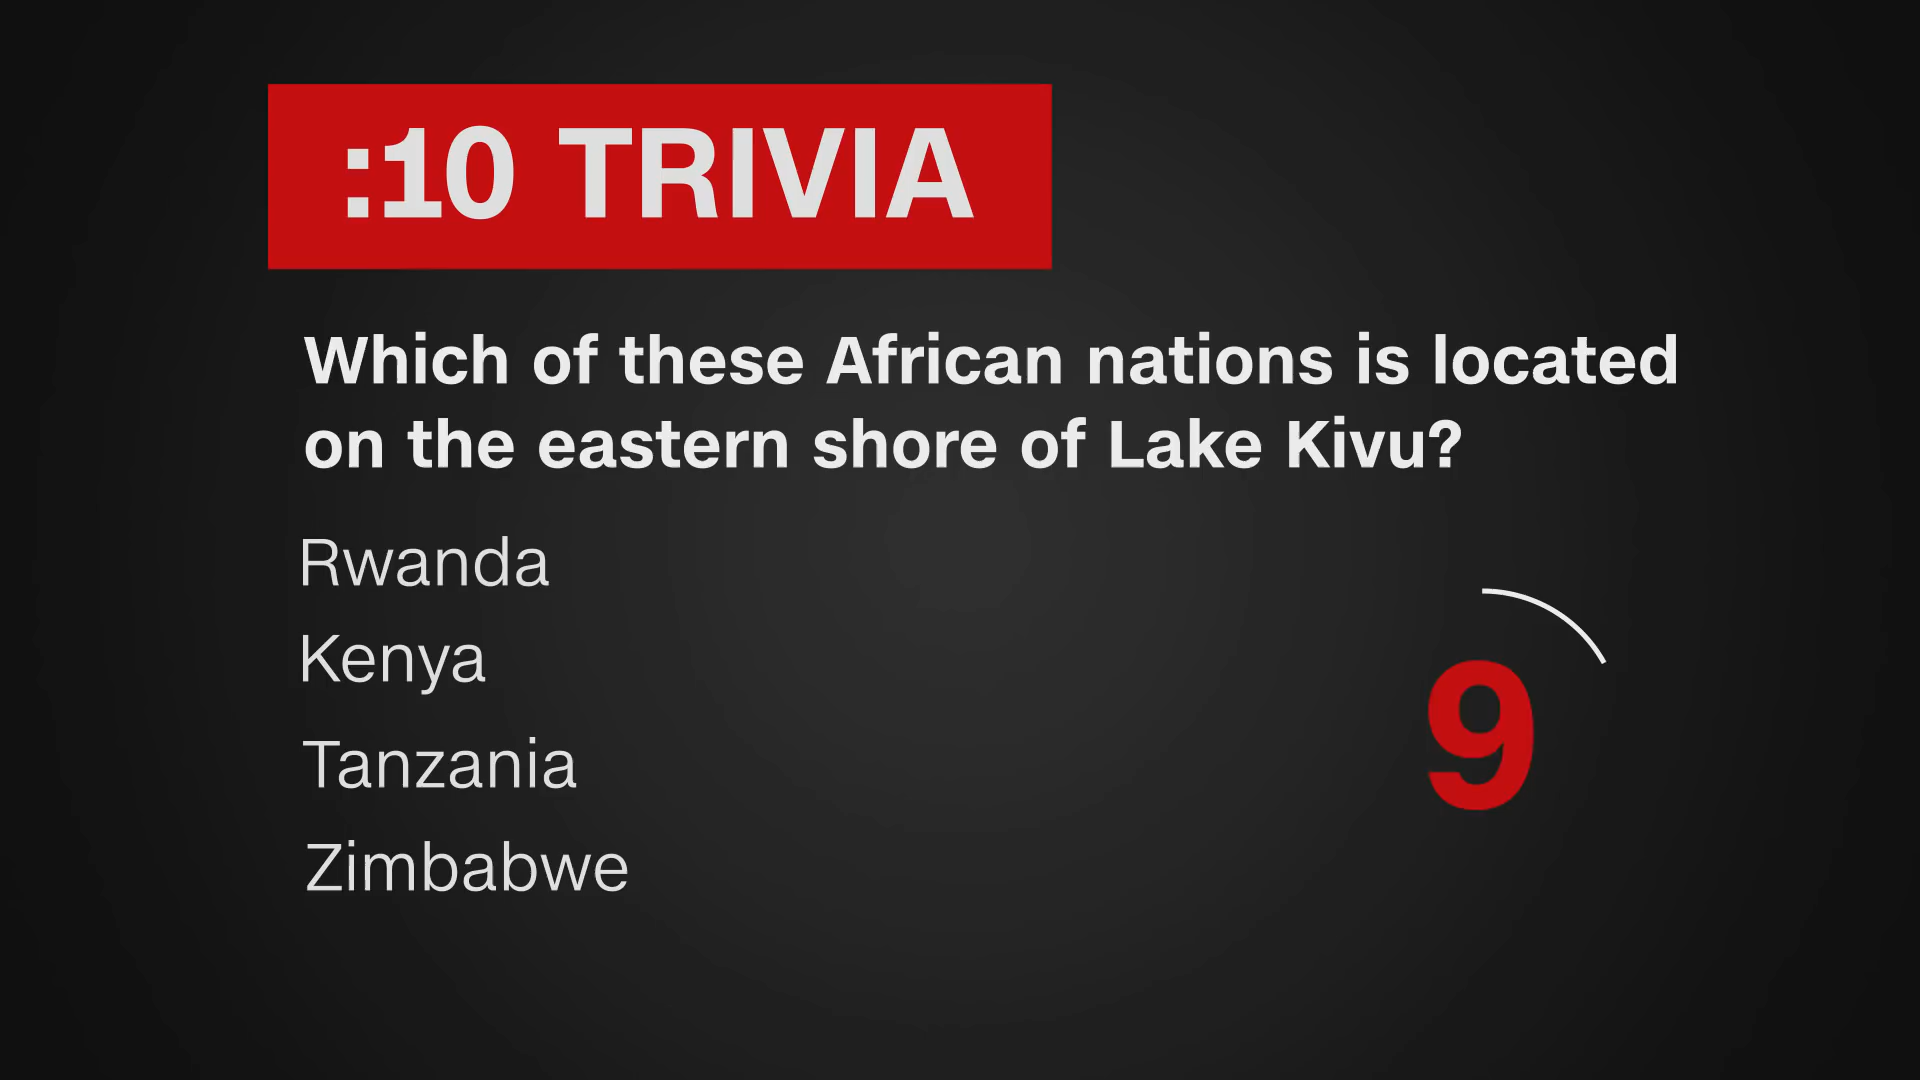 :10 TRIVIA
Which of these African nations is located
on the eastern shore of Lake Kivu?
Rwanda
Kenya
Tanzania
Zimbabwe
9